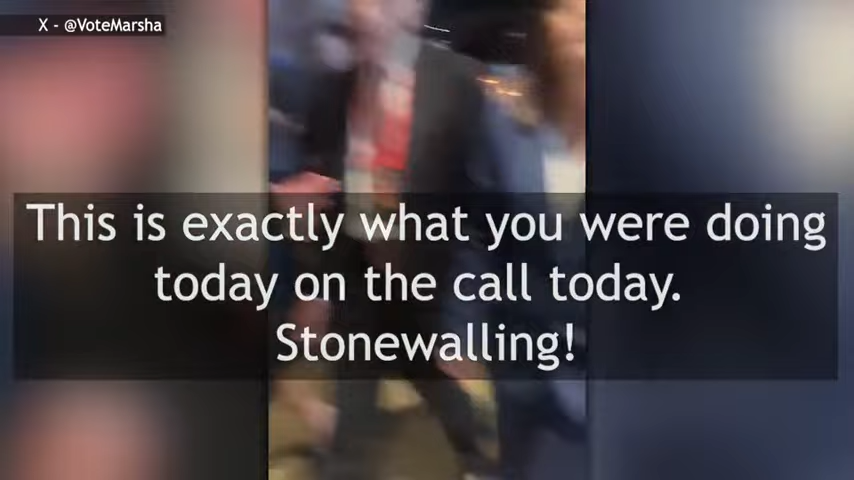 X - @VoteMarsha
This is exactly what you were doing
today on the call today.
Stonewalling!